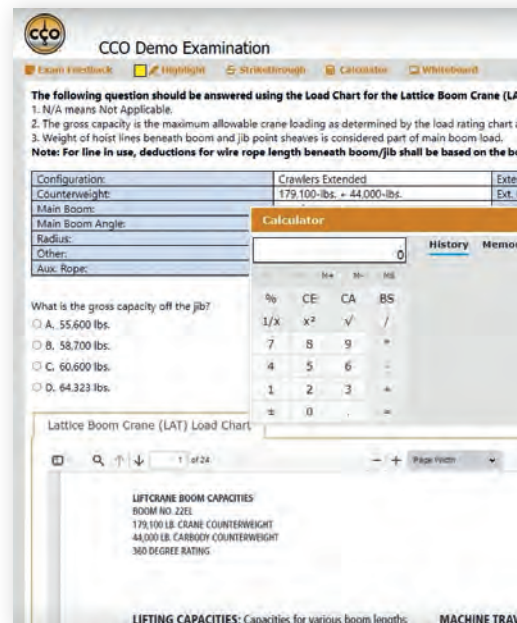 cco
CCO Demo Examination
Exam Feedback Highlight Strikethrough Calculator Whiteboard
The following question should be answered using the Load Chart for the Lattice Boom Crane (LA
1. N/A means Not Applicable.
2. The gross capacity is the maximum allowable crane loading as determined by the load rating chart a
3. Weight of hoist lines beneath boom and jib point sheaves is considered part of main boom load.
Note: For line in use, deductions for wire rope length beneath boom/jib shall be based on the bo
Configuration: Crawlers Extended Exte
Counterweight: 179,100-lbs. + 44,000-lbs. Ext.
Main Boom:
Main Boom Angle:
Radius:
Other:
Aux. Rope:
Calculator
0
History Memor
M+ M- MS
% CE CA BS
1/X x² √ /
7 8 9 *
4 5 6 -
1 2 3 +
± 0 . =
What is the gross capacity off the jib?
A. 55,600 lbs.
B. 58,700 lbs.
C. 60,600 lbs.
D. 64,323 lbs.
Lattice Boom Crane (LAT) Load Chart
1 of 24 − + Page Width
LIFTCRANE BOOM CAPACITIES
BOOM NO. 22EL
179,100 LB. CRANE COUNTERWEIGHT
44,000 LB. CARBODY COUNTERWEIGHT
360 DEGREE RATING
LIFTING CAPACITIES: Capacities for various boom lengths MACHINE TRAV